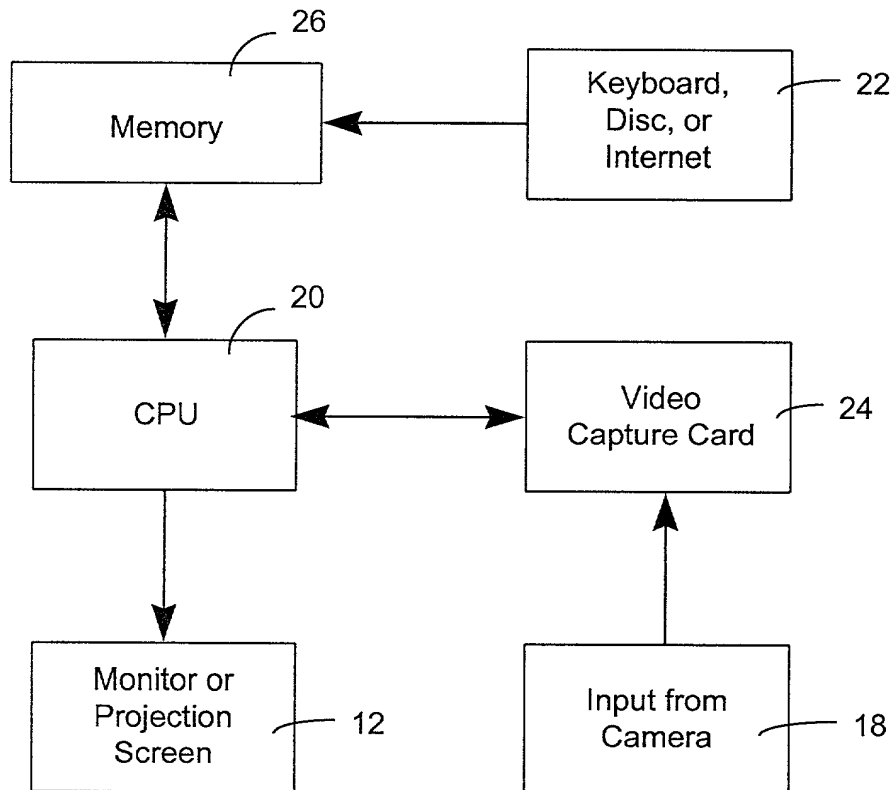 26
Memory
Keyboard,
Disc, or
Internet
22
20
CPU
Video
Capture Card
24
Monitor or
Projection
Screen
12
Input from
Camera
18